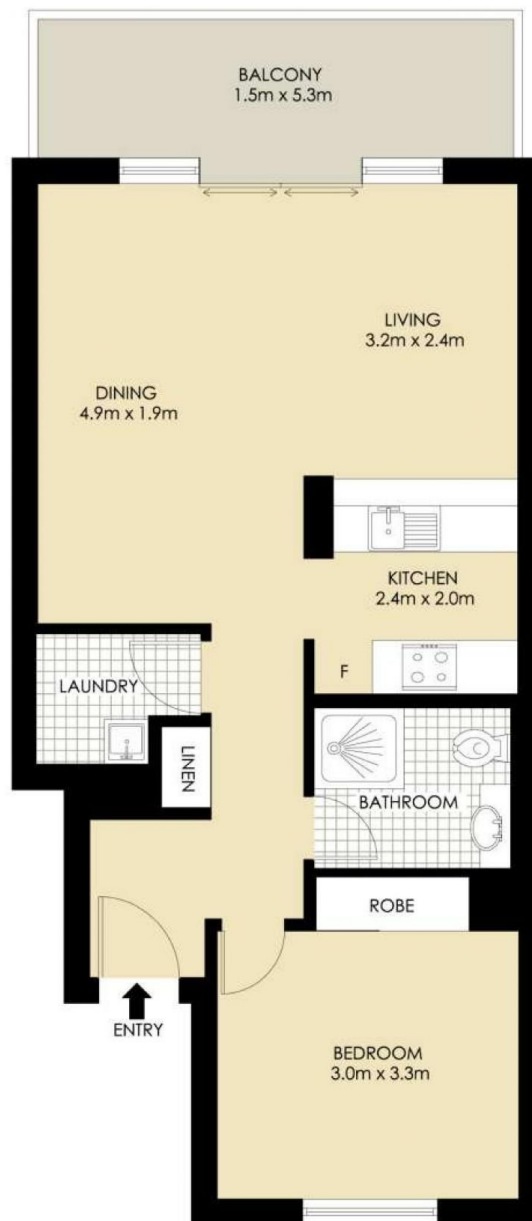 BALCONY
1.5m x 5.3m
LIVING
3.2m x 2.4m
DINING
4.9m x 1.9m
KITCHEN
2.4m x 2.0m
F
LAUNDRY
LINEN
BATHROOM
ROBE
ENTRY
BEDROOM
3.0m x 3.3m